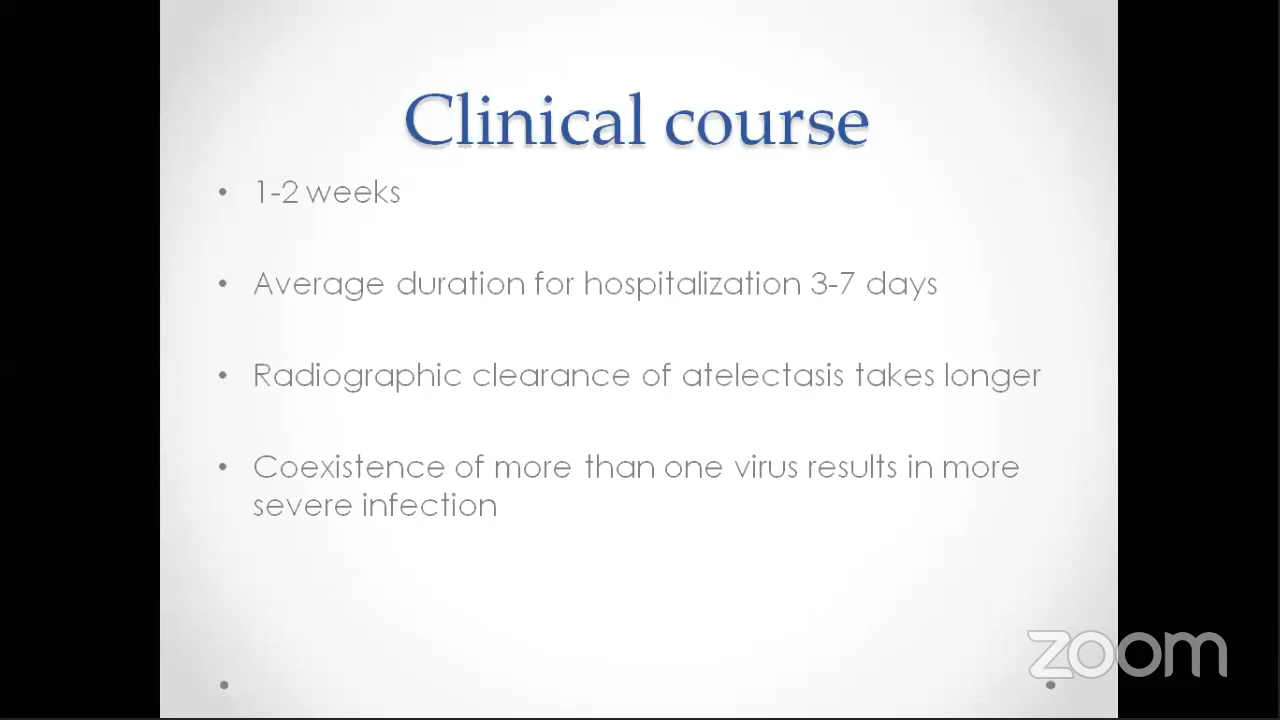 Clinical course
• 1-2 weeks
• Average duration for hospitalization 3-7 days
• Radiographic clearance of atelectasis takes longer
• Coexistence of more than one virus results in more
severe infection
zoom